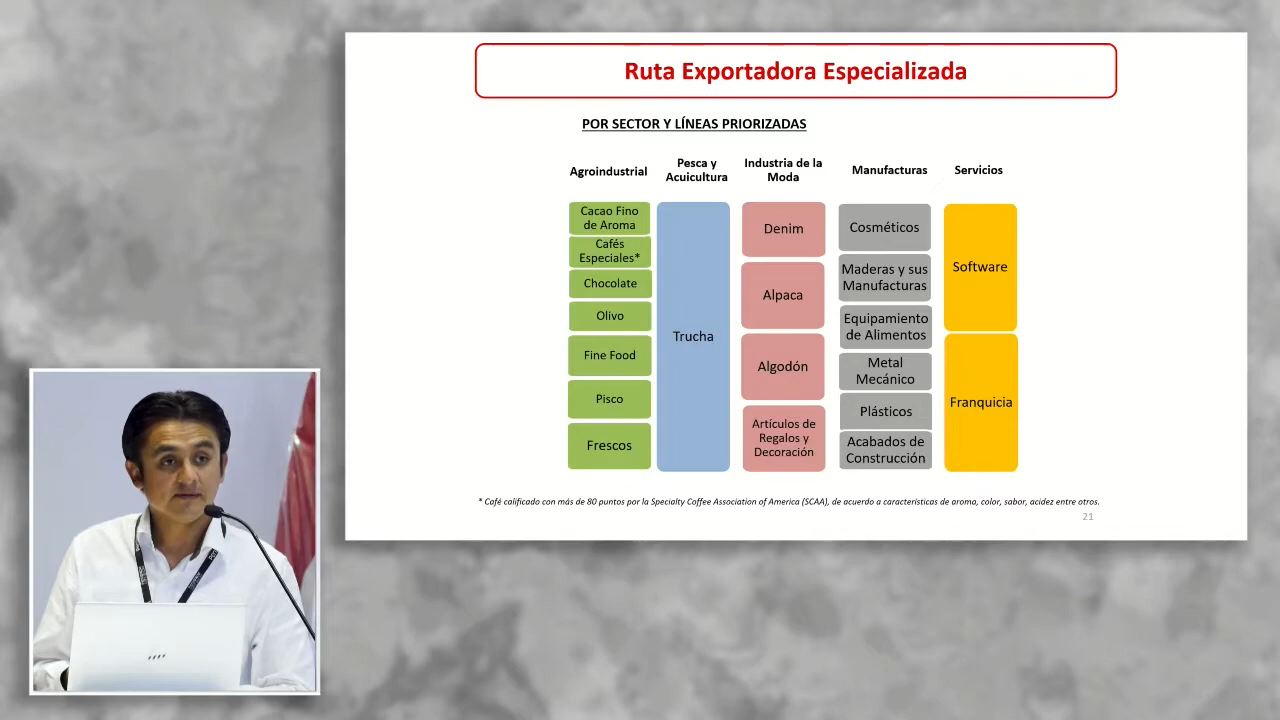 Ruta Exportadora Especializada
POR SECTOR Y LÍNEAS PRIORIZADAS
Agroindustrial
Pesca y
Acuicultura
Industria de la
Moda
Manufacturas
Servicios
Cacao Fino
de Aroma
Cafés
Especiales*
Chocolate
Olivo
Fine Food
Pisco
Frescos
Trucha
Denim
Alpaca
Algodón
Artículos de
Regalos y
Decoración
Cosméticos
Maderas y sus
Manufacturas
Equipamiento
de Alimentos
Metal
Mecánico
Plásticos
Acabados de
Construcción
Software
Franquicia
* Café calificado con más de 80 puntos por la Specialty Coffee Association of America (SCAA), de acuerdo a características de aroma, color, sabor, acidez entre otros.
21